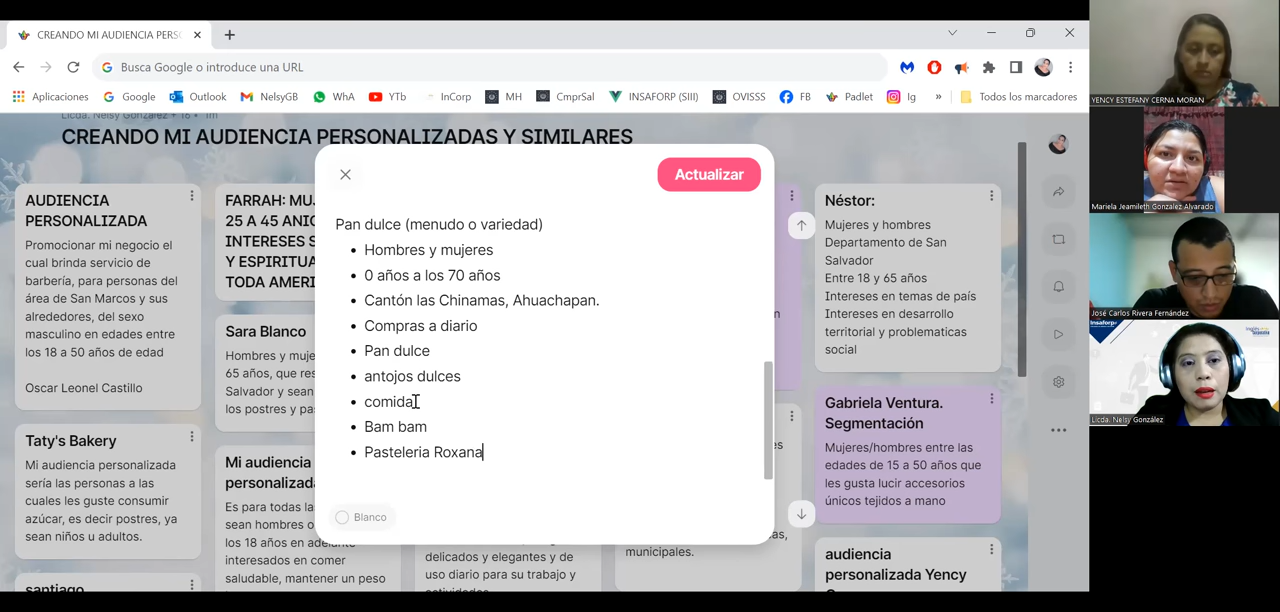 CREANDO MI AUDIENCIA PERS
Busca Google o introduce una URL
Aplicaciones
Google
Outlook
NelsyGB
WhA
YTb
InCorp
MH
CmprSal
INSAFORP (SIII)
OVISSS
FB
Padlet
Ig
»
Todos los marcadores
Licda. Nelsy González • 16 • 1m
CREANDO MI AUDIENCIA PERSONALIZADAS Y SIMILARES
AUDIENCIA
PERSONALIZADA
Promocionar mi negocio el
cual brinda servicio de
barbería, para personas del
área de San Marcos y sus
alrededores, del sexo
masculino en edades entre
los 18 a 50 años de edad
Oscar Leonel Castillo
Taty's Bakery
Mi audiencia personalizada
sería las personas a las
cuales les guste consumir
azúcar, es decir postres, ya
sean niños u adultos.
santiago
FARRAH: MU
25 A 45 ANIO
INTERESES S
Y ESPIRITUA
TODA AMERI
Sara Blanco
Hombres y muje
65 años, que res
Salvador y sean
los postres y pa
Mi audiencia
personalizada
Es para todas la
sean hombres o
los 18 años en adelante
interesados en comer
saludable, mantener un peso
Actualizar
Pan dulce (menudo o variedad)
• Hombres y mujeres
• 0 años a los 70 años
• Cantón las Chinamas, Ahuachapan.
• Compras a diario
• Pan dulce
• antojos dulces
• comida
• Bam bam
• Pasteleria Roxana
Blanco
delicados y elegantes y de
uso diario para su trabajo y
actividades
municipales.
Néstor:
Mujeres y hombres
Departamento de San
Salvador
Entre 18 y 65 años
Intereses en temas de país
Intereses en desarrollo
territorial y problematicas
social
Gabriela Ventura.
Segmentación
Mujeres/hombres entre las
edades de 15 a 50 años que
les gusta lucir accesorios
únicos tejidos a mano
audiencia
personalizada Yency
YENCY ESTEFANY CERNA MORAN
Mariela Jeamileth Gonzalez Alvarado
José Carlos Rivera Fernández
Insaforp
Licda. Nelsy González